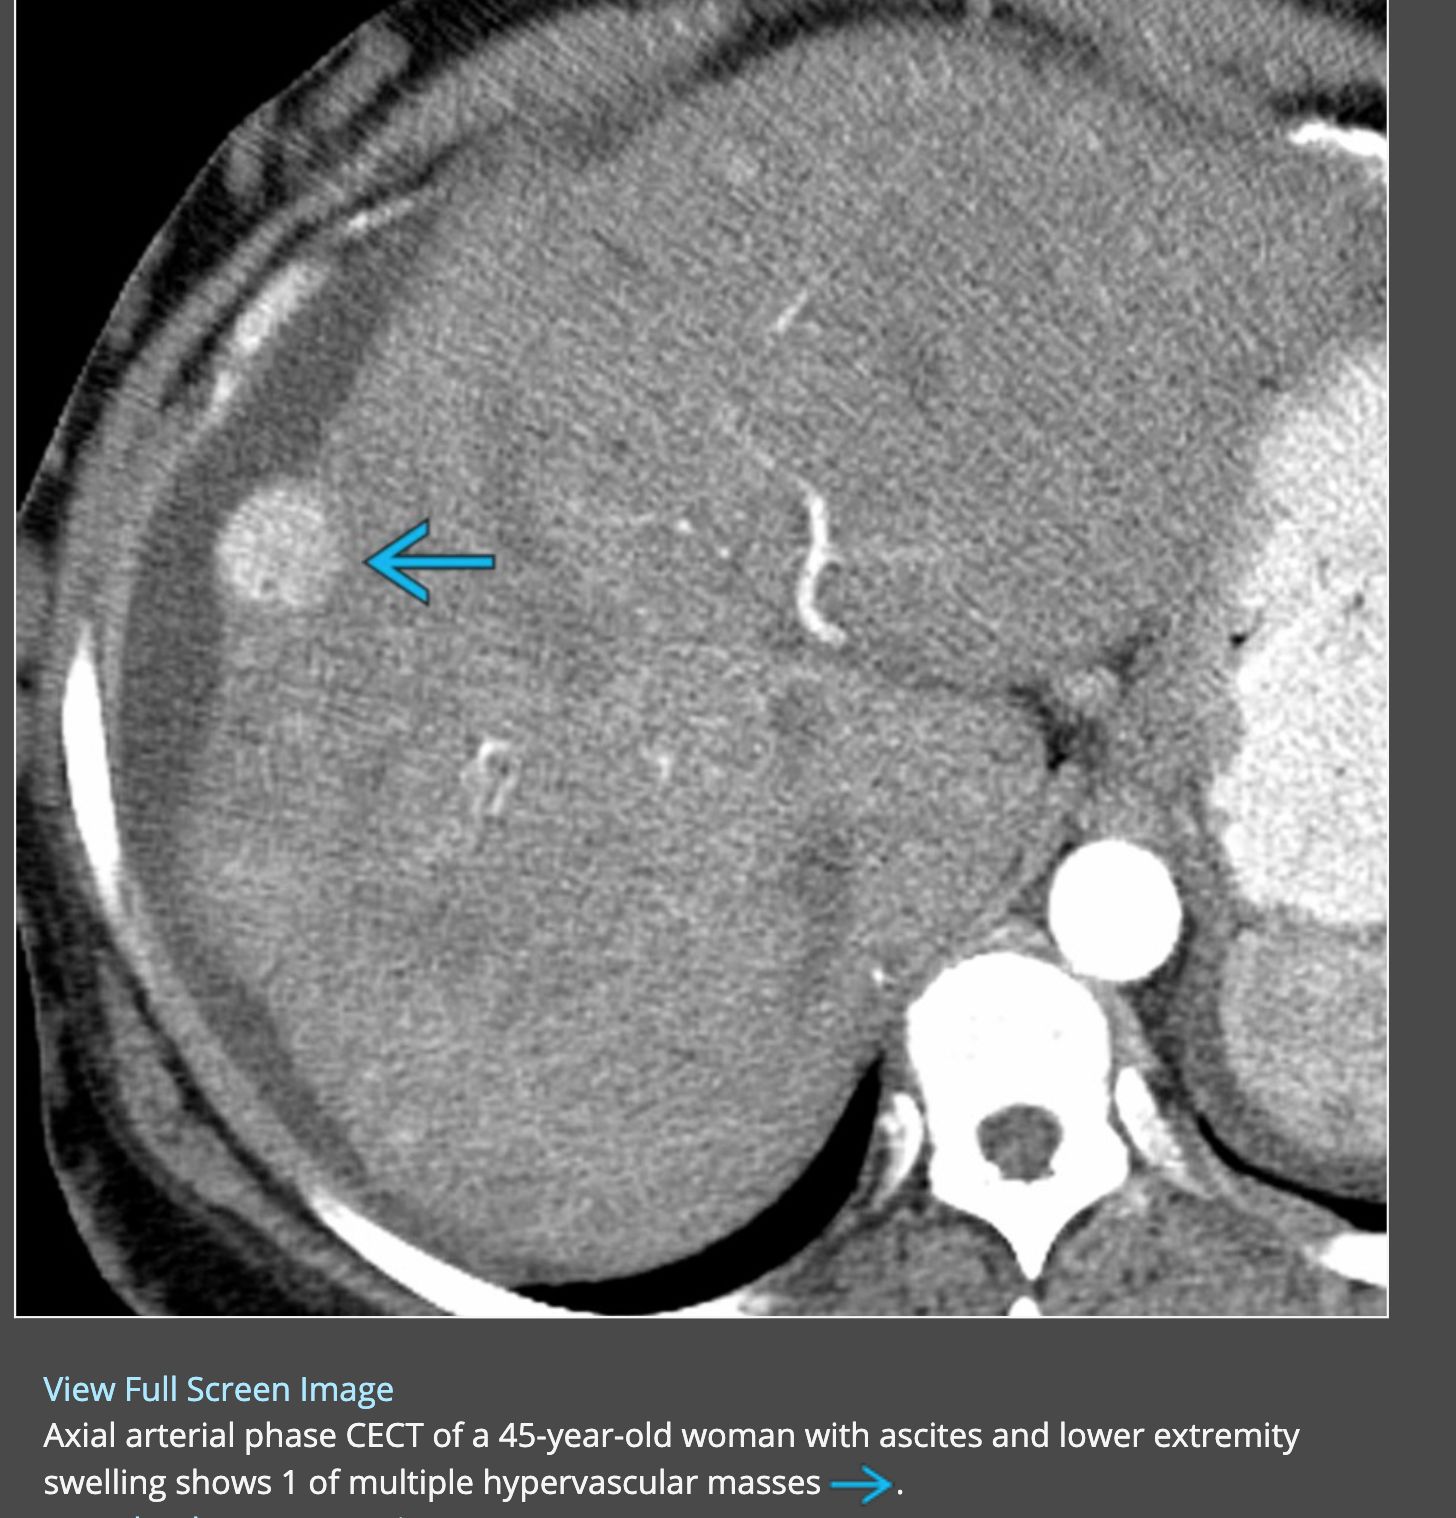 View Full Screen Image
Axial arterial phase CECT of a 45-year-old woman with ascites and lower extremity
swelling shows 1 of multiple hypervascular masses →.